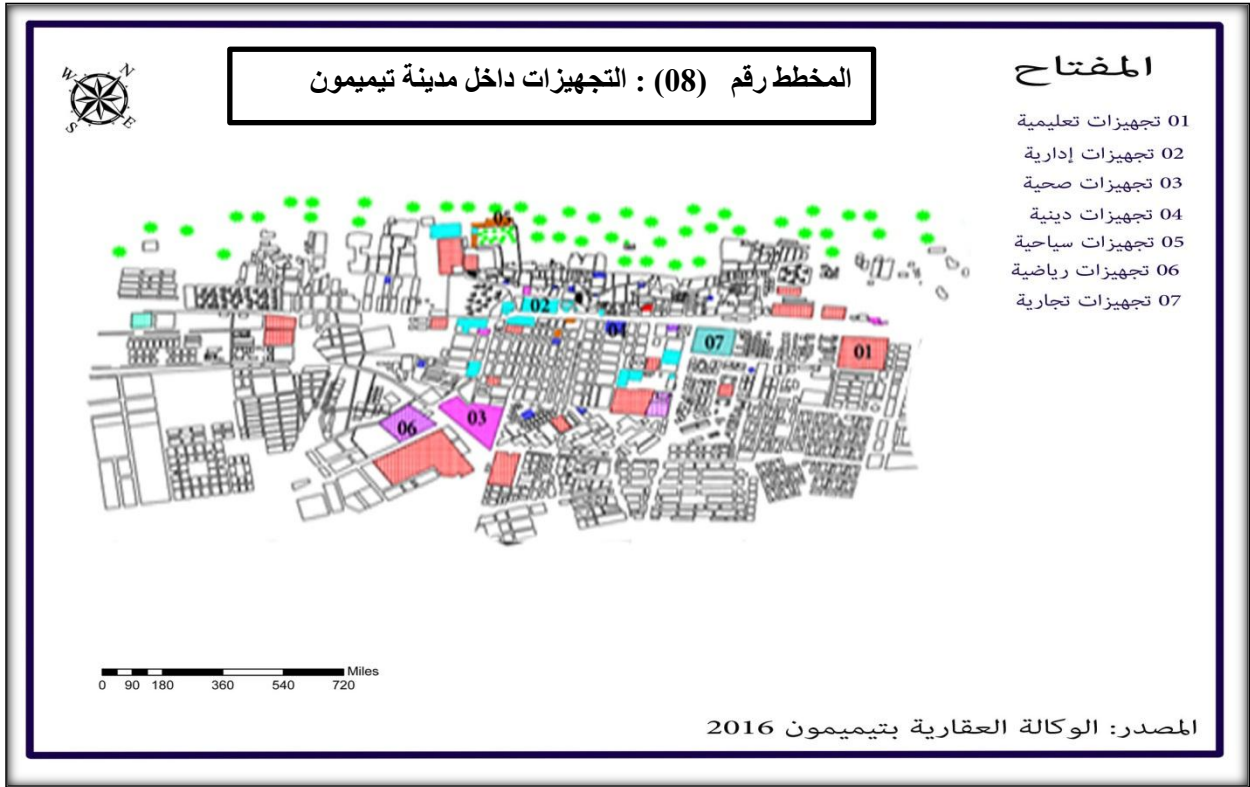 المخطط رقم (08) : التجهيزات داخل مدينة تيميمون
المفتاح
01 تجهيزات تعليمية
02 تجهيزات إدارية
03 تجهيزات صحية
04 تجهيزات دينية
05 تجهيزات سياحية
06 تجهيزات رياضية
07 تجهيزات تجارية
N
W
E
S
05
02
04
07
01
03
06
Miles
0 90 180 360 540 720
المصدر: الوكالة العقارية بتيميمون 2016